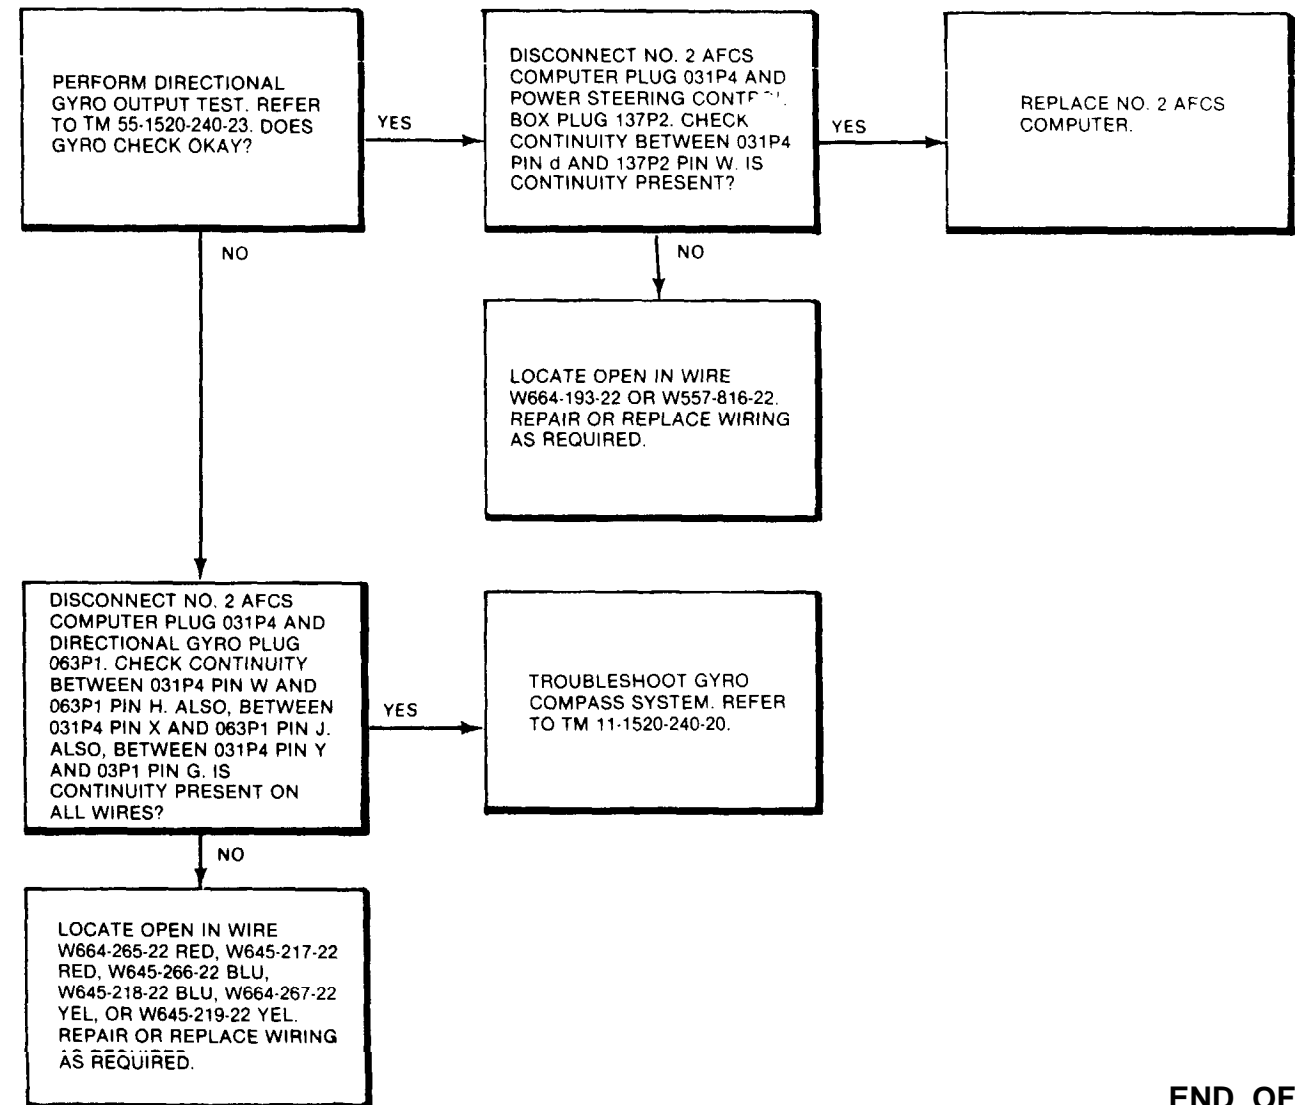 PERFORM DIRECTIONAL
GYRO OUTPUT TEST. REFER
TO TM 55-1520-240-23. DOES
GYRO CHECK OKAY?
YES
DISCONNECT NO. 2 AFCS
COMPUTER PLUG 031P4 AND
POWER STEERING
BOX PLUG 137P2. CHECK
CONTINUITY BETWEEN 031P4
PIN d AND 137P2 PIN W. IS
CONTINUITY PRESENT?
YES
REPLACE NO. 2 AFCS
COMPUTER.
NO
NO
LOCATE OPEN IN WIRE
W664-193-22 OR W557-816-22.
REPAIR OR REPLACE WIRING
AS REQUIRED.
DISCONNECT NO. 2 AFCS
COMPUTER PLUG 031P4 AND
DIRECTIONAL GYRO PLUG
063P1. CHECK CONTINUITY
BETWEEN 031P4 PIN W AND
063P1 PIN H. ALSO, BETWEEN
031P4 PIN X AND 063P1 PIN J.
ALSO, BETWEEN 031P4 PIN Y
AND 03P1 PIN G. IS
CONTINUITY PRESENT ON
ALL WIRES?
YES
TROUBLESHOOT GYRO
COMPASS SYSTEM. REFER
TO TM 11-1520-240-20.
NO
LOCATE OPEN IN WIRE
W664-265-22 RED, W645-217-22
RED, W645-266-22 BLU,
W645-218-22 BLU, W664-267-22
YEL, OR W645-219-22 YEL.
REPAIR OR REPLACE WIRING
AS REQUIRED.
END OF